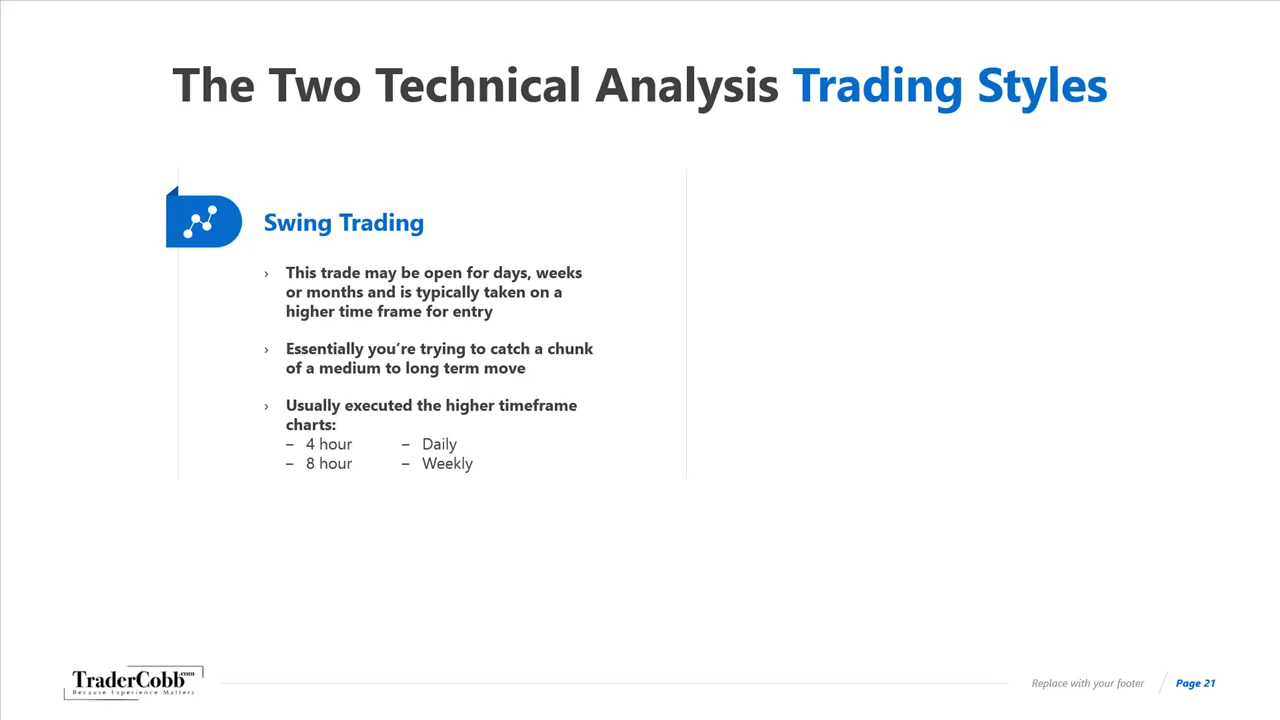 The Two Technical Analysis Trading Styles
Swing Trading
› This trade may be open for days, weeks
or months and is typically taken on a
higher time frame for entry
› Essentially you’re trying to catch a chunk
of a medium to long term move
› Usually executed the higher timeframe
charts:
– 4 hour – Daily
– 8 hour – Weekly
TraderCobb.com
Because Experience Matters
Replace with your footer
Page 21